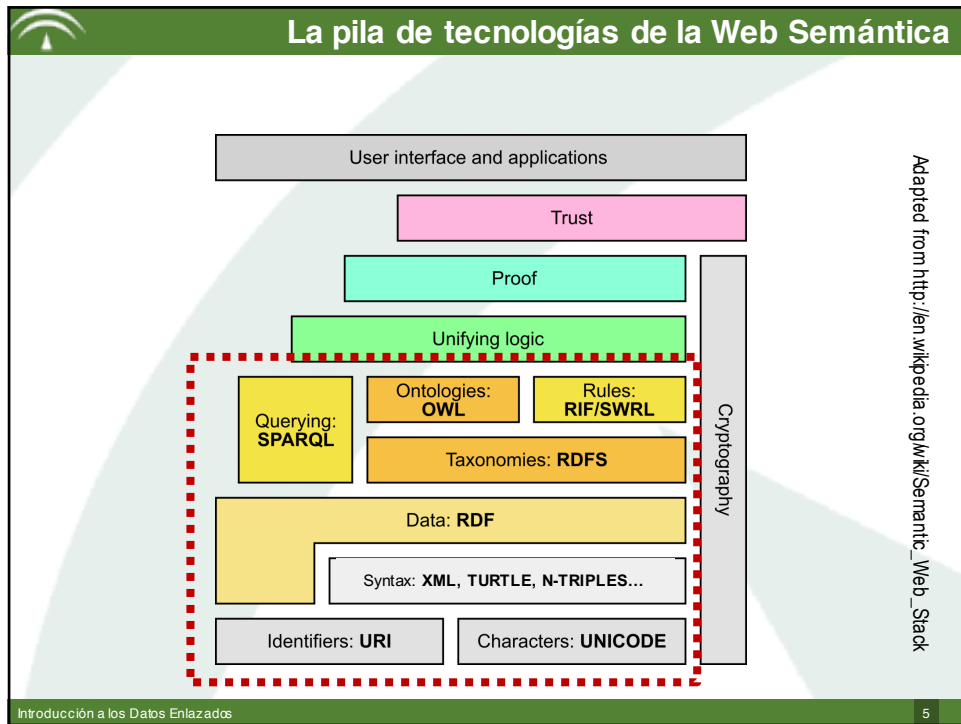 La pila de tecnologías de la Web Semántica
User interface and applications
Trust
Proof
Unifying logic
Querying:
SPARQL
Ontologies:
OWL
Rules:
RIF/SWRL
Taxonomies: RDFS
Data: RDF
Syntax: XML, TURTLE, N-TRIPLES...
Identifiers: URI
Characters: UNICODE
Cryptography
Adapted from http://en.wikipedia.org/wiki/Semantic_Web_Stack
Introducción a los Datos Enlazados
5